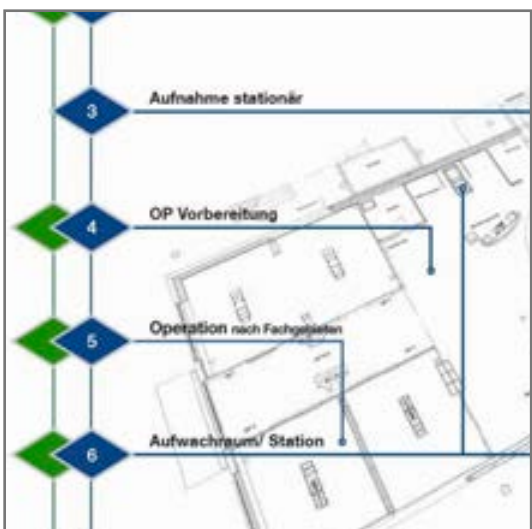 3
Aufnahme stationär
4
OP Vorbereitung
5
Operation nach Fachgebieten
6
Aufwachraum/ Station